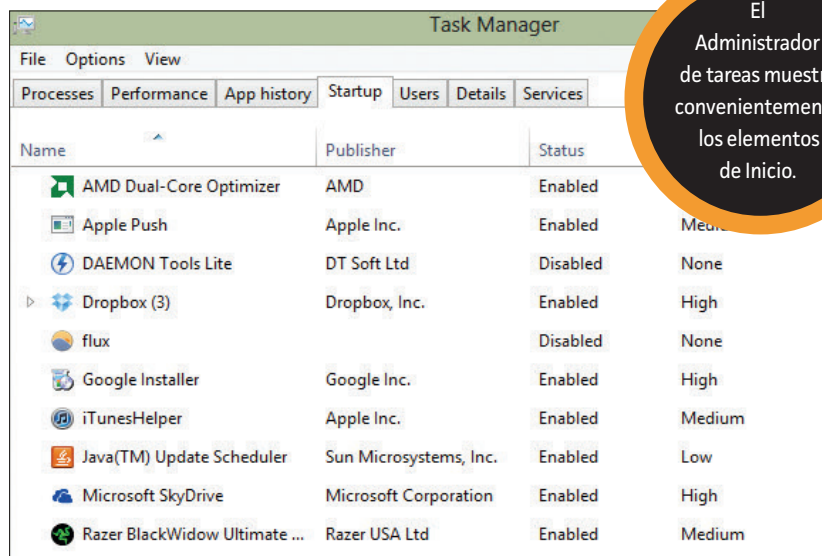 Task Manager
File Options View
Processes Performance App history Startup Users Details Services
Name Publisher Status
AMD Dual-Core Optimizer AMD Enabled
Apple Push Apple Inc. Enabled
DAEMON Tools Lite DT Soft Ltd Disabled None
Dropbox (3) Dropbox, Inc. Enabled High
flux Disabled None
Google Installer Google Inc. Enabled High
iTunesHelper Apple Inc. Enabled Medium
Java(TM) Update Scheduler Sun Microsystems, Inc. Enabled Low
Microsoft SkyDrive Microsoft Corporation Enabled High
Razer BlackWidow Ultimate ... Razer USA Ltd Enabled Medium
El
Administrador
de tareas
los elementos
de Inicio.